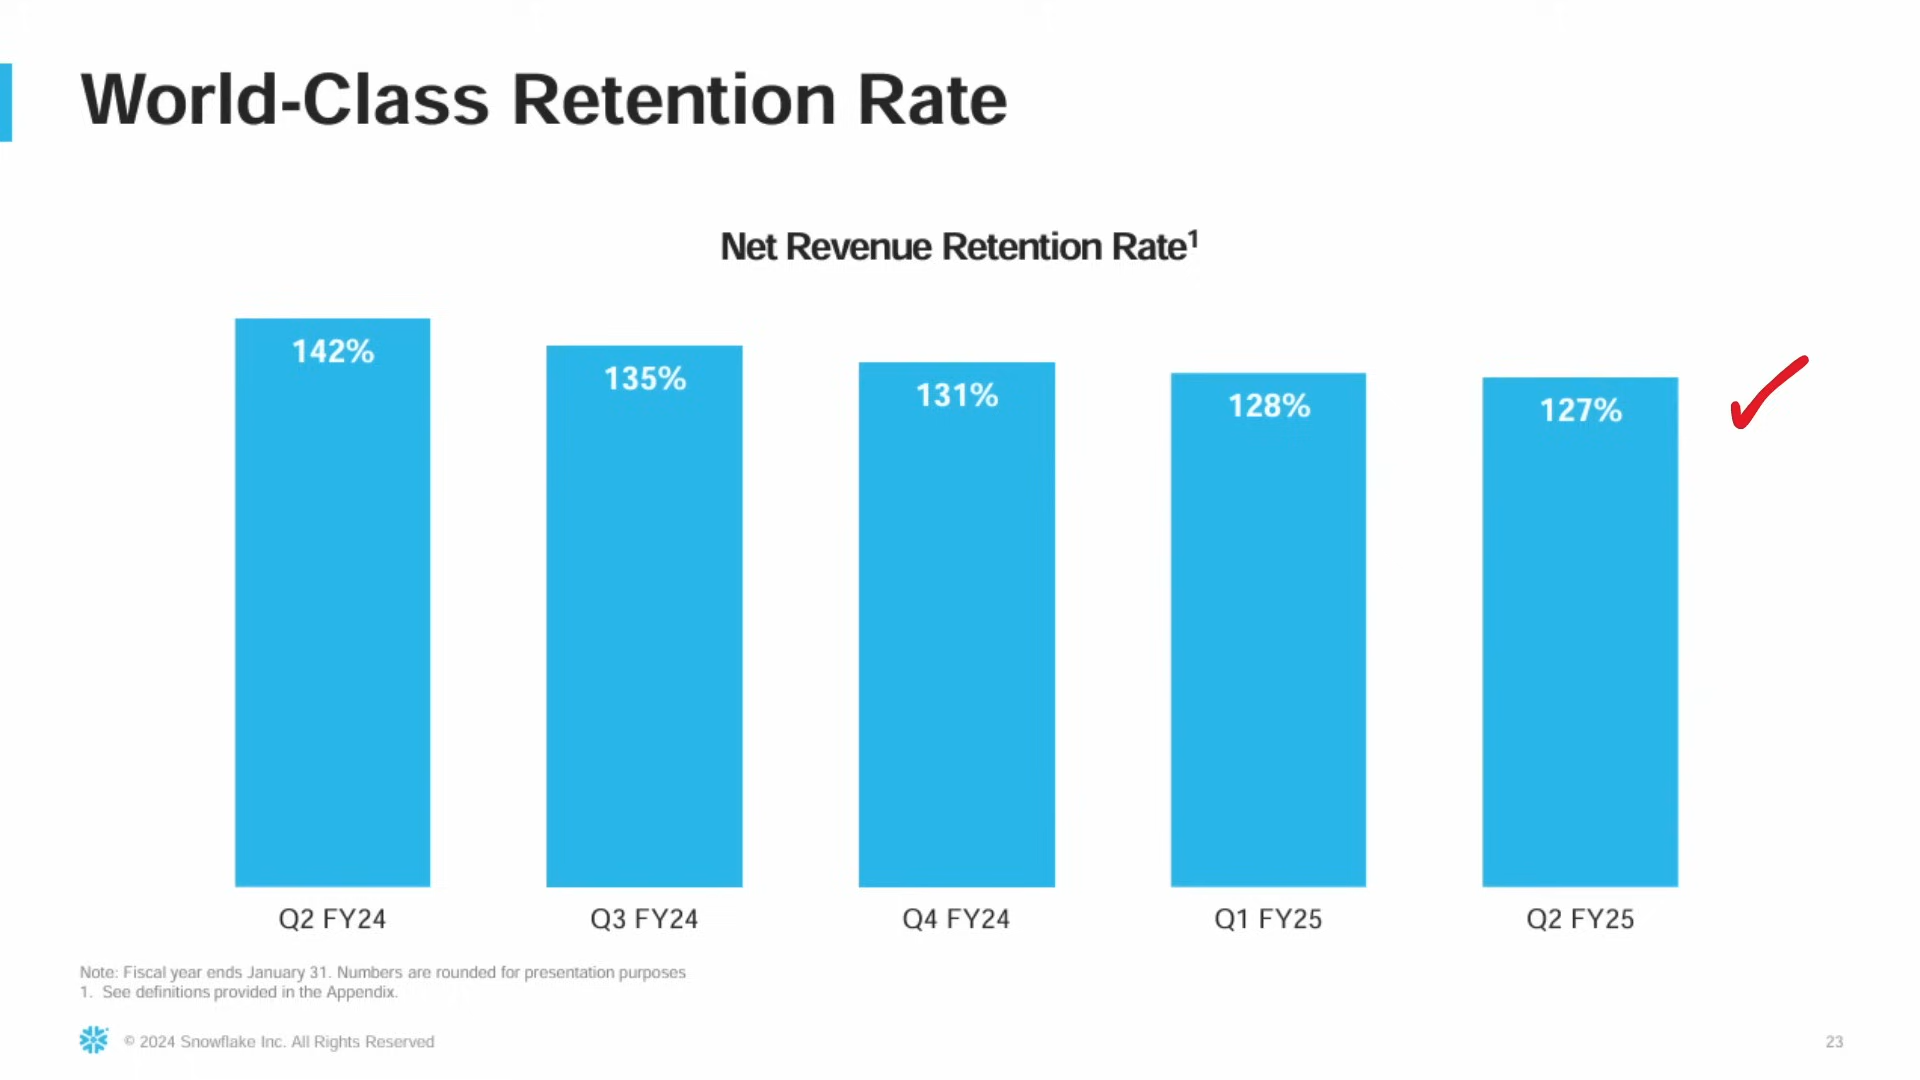 World-Class Retention Rate
Net Revenue Retention Rate¹
142%
135%
131%
128%
127%
Q2 FY24
Q3 FY24
Q4 FY24
Q1 FY25
Q2 FY25
Note: Fiscal year ends January 31. Numbers are rounded for presentation purposes
1. See definitions provided in the Appendix.
© 2024 Snowflake Inc. All Rights Reserved
23